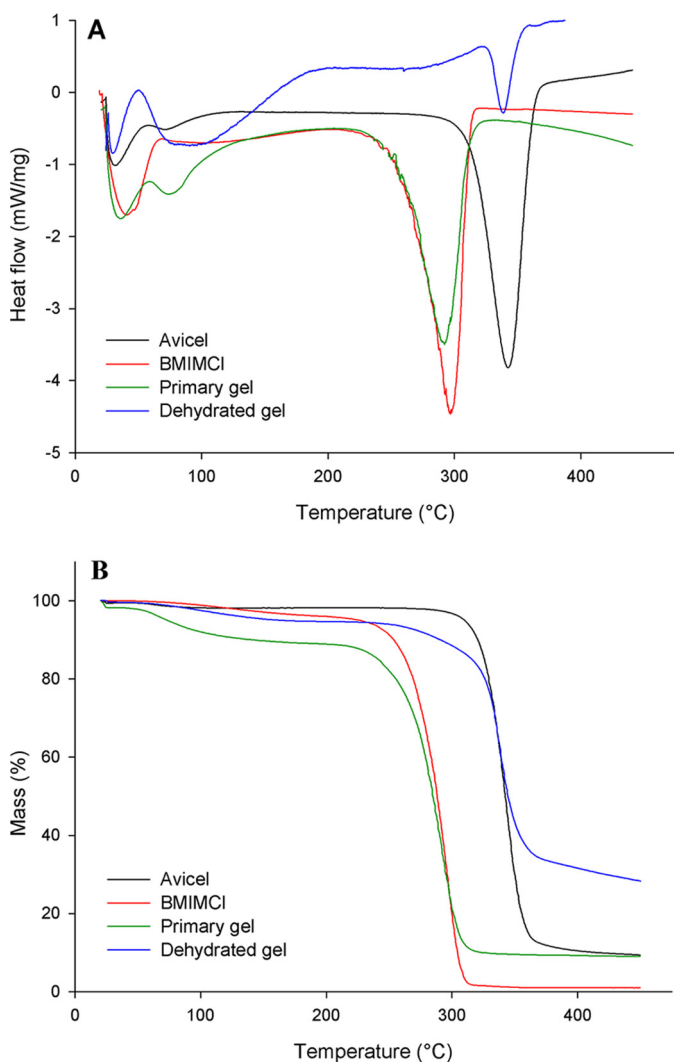 A
1
0
-1
-2
-3
-4
-5
Heat flow (mW/mg)
Avicel
BMIMCl
Primary gel
Dehydrated gel
0
100
200
300
400
Temperature (°C)
B
100
80
60
40
20
0
Mass (%)
Avicel
BMIMCl
Primary gel
Dehydrated gel
0
100
200
300
400
Temperature (°C)